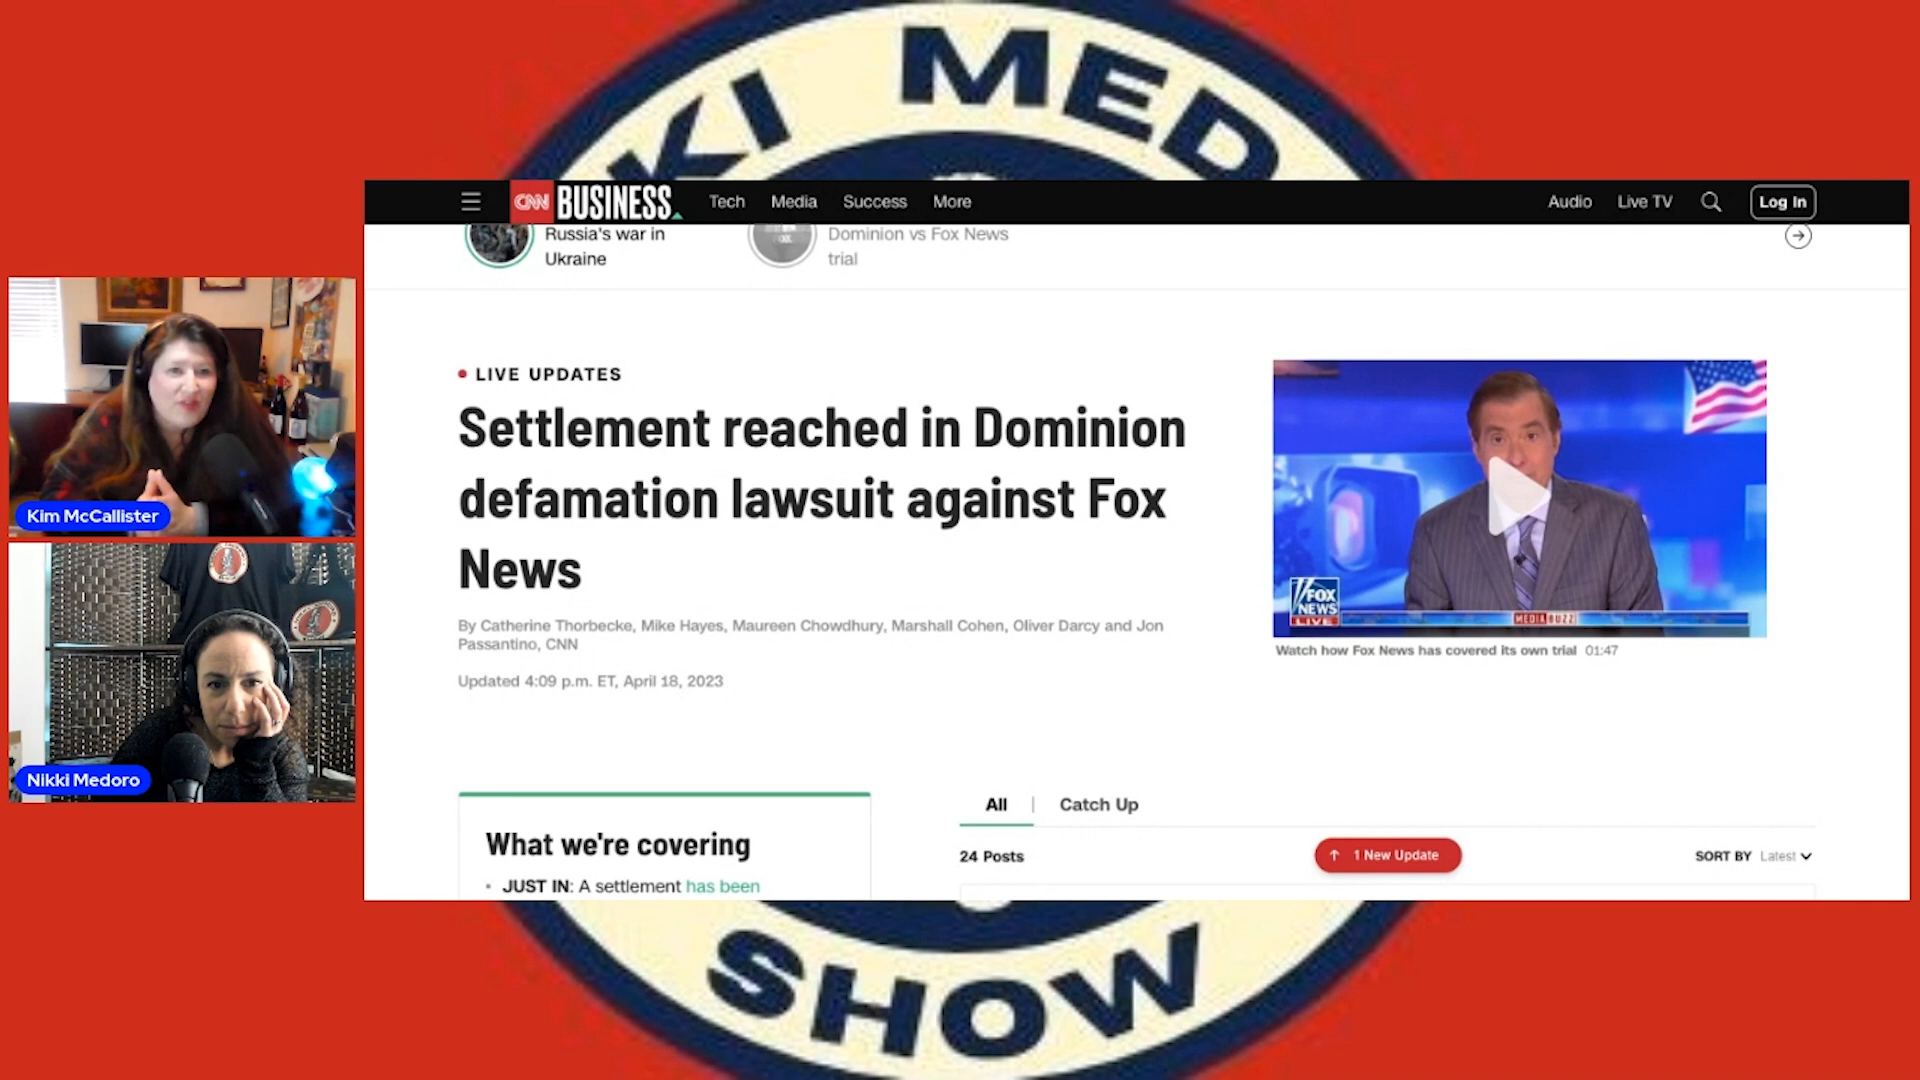 KI MED
CNN BUSINESS
Tech
Media
Success
More
Audio
Live TV
Log In
Russia's war in
Ukraine
Dominion vs Fox News
trial
LIVE UPDATES
Settlement reached in Dominion
defamation lawsuit against Fox
News
By Catherine Thorbecke, Mike Hayes, Maureen Chowdhury, Marshall Cohen, Oliver Darcy and Jon
Passantino, CNN
Updated 4:09 p.m. ET, April 18, 2023
FOX
NEWS
LIVE
MEDIA BUZZ
Watch how Fox News has covered its own trial 01:47
Kim McCallister
Nikki Medoro
What we're covering
• JUST IN: A settlement has been
All | Catch Up
24 Posts
↑ 1 New Update
SORT BY Latest
SHOW